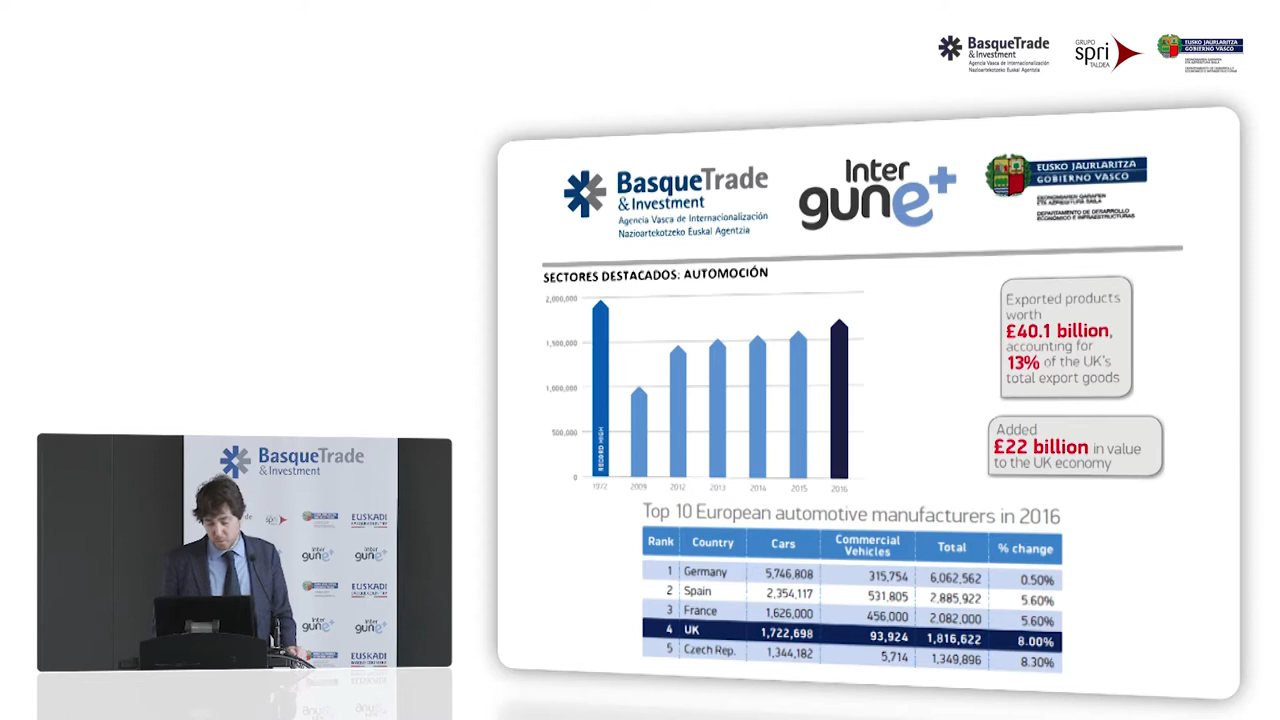 BasqueTrade
& Investment
Agencia Vasca de Internacionalización
Nazioartekotzeko Euskal Agentzia
GRUPO
spri
TALDEA
EUSKO JAURLARITZA
GOBIERNO VASCO
BasqueTrade
& Investment
Agencia Vasca de Internacionalización
Nazioartekotzeko Euskal Agentzia
Inter
gune+
EUSKO JAURLARITZA
GOBIERNO VASCO
EKONOMIAREN GARAPEN
ETA AZPIEGITURA SAILA
DEPARTAMENTO DE DESARROLLO
ECONÓMICO E INFRAESTRUCTURAS
SECTORES DESTACADOS: AUTOMOCIÓN
2,000,000
1,500,000
1,000,000
500,000
0
RECORD HIGH
1972 2009 2012 2013 2014 2015 2016
Exported products
worth
£40.1 billion,
accounting for
13% of the UK's
total export goods
Added
£22 billion in value
to the UK economy
Top 10 European automotive manufacturers in 2016
Rank Country Cars Commercial Vehicles Total % change
1 Germany 5,746,808 315,754 6,062,562 0.50%
2 Spain 2,354,117 531,805 2,885,922 5.60%
3 France 1,626,000 456,000 2,082,000 5.60%
4 UK 1,722,698 93,924 1,816,622 8.00%
5 Czech Rep. 1,344,182 5,714 1,349,896 8.30%
BasqueTrade
& Investment
spri
EUSKADI
Inter
gune+
Inter
gune+
EUSKADI
Inter
gune+
Inter
gune+
EUSKADI